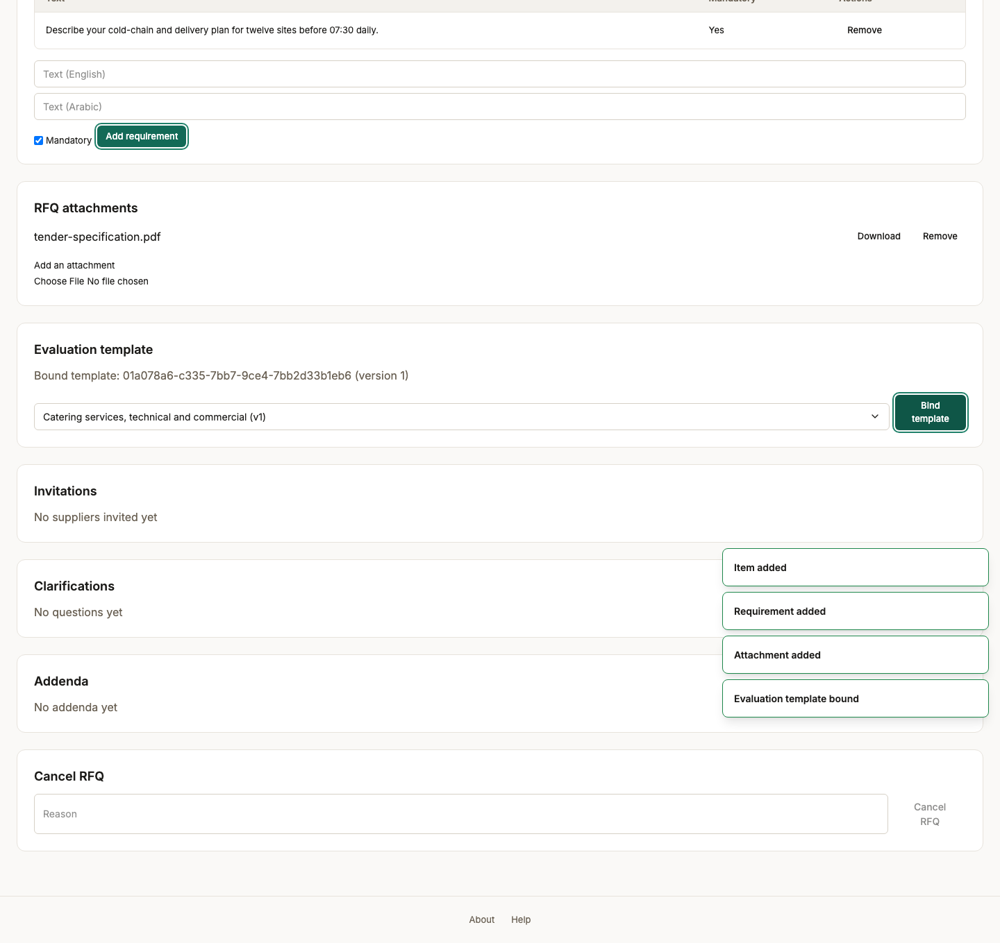 Text Mandatory Actions
Describe your cold-chain and delivery plan for twelve sites before 07:30 daily. Yes Remove
Text (English)
Text (Arabic)
Mandatory Add requirement
RFQ attachments
tender-specification.pdf Download Remove
Add an attachment
Choose File No file chosen
Evaluation template
Bound template: 01a078a6-c335-7bb7-9ce4-7bb2d33b1eb6 (version 1)
Catering services, technical and commercial (v1)
Bind
template
Invitations
No suppliers invited yet
Clarifications
No questions yet
Item added
Requirement added
Attachment added
Evaluation template bound
Addenda
No addenda yet
Cancel RFQ
Reason
Cancel
RFQ
About Help